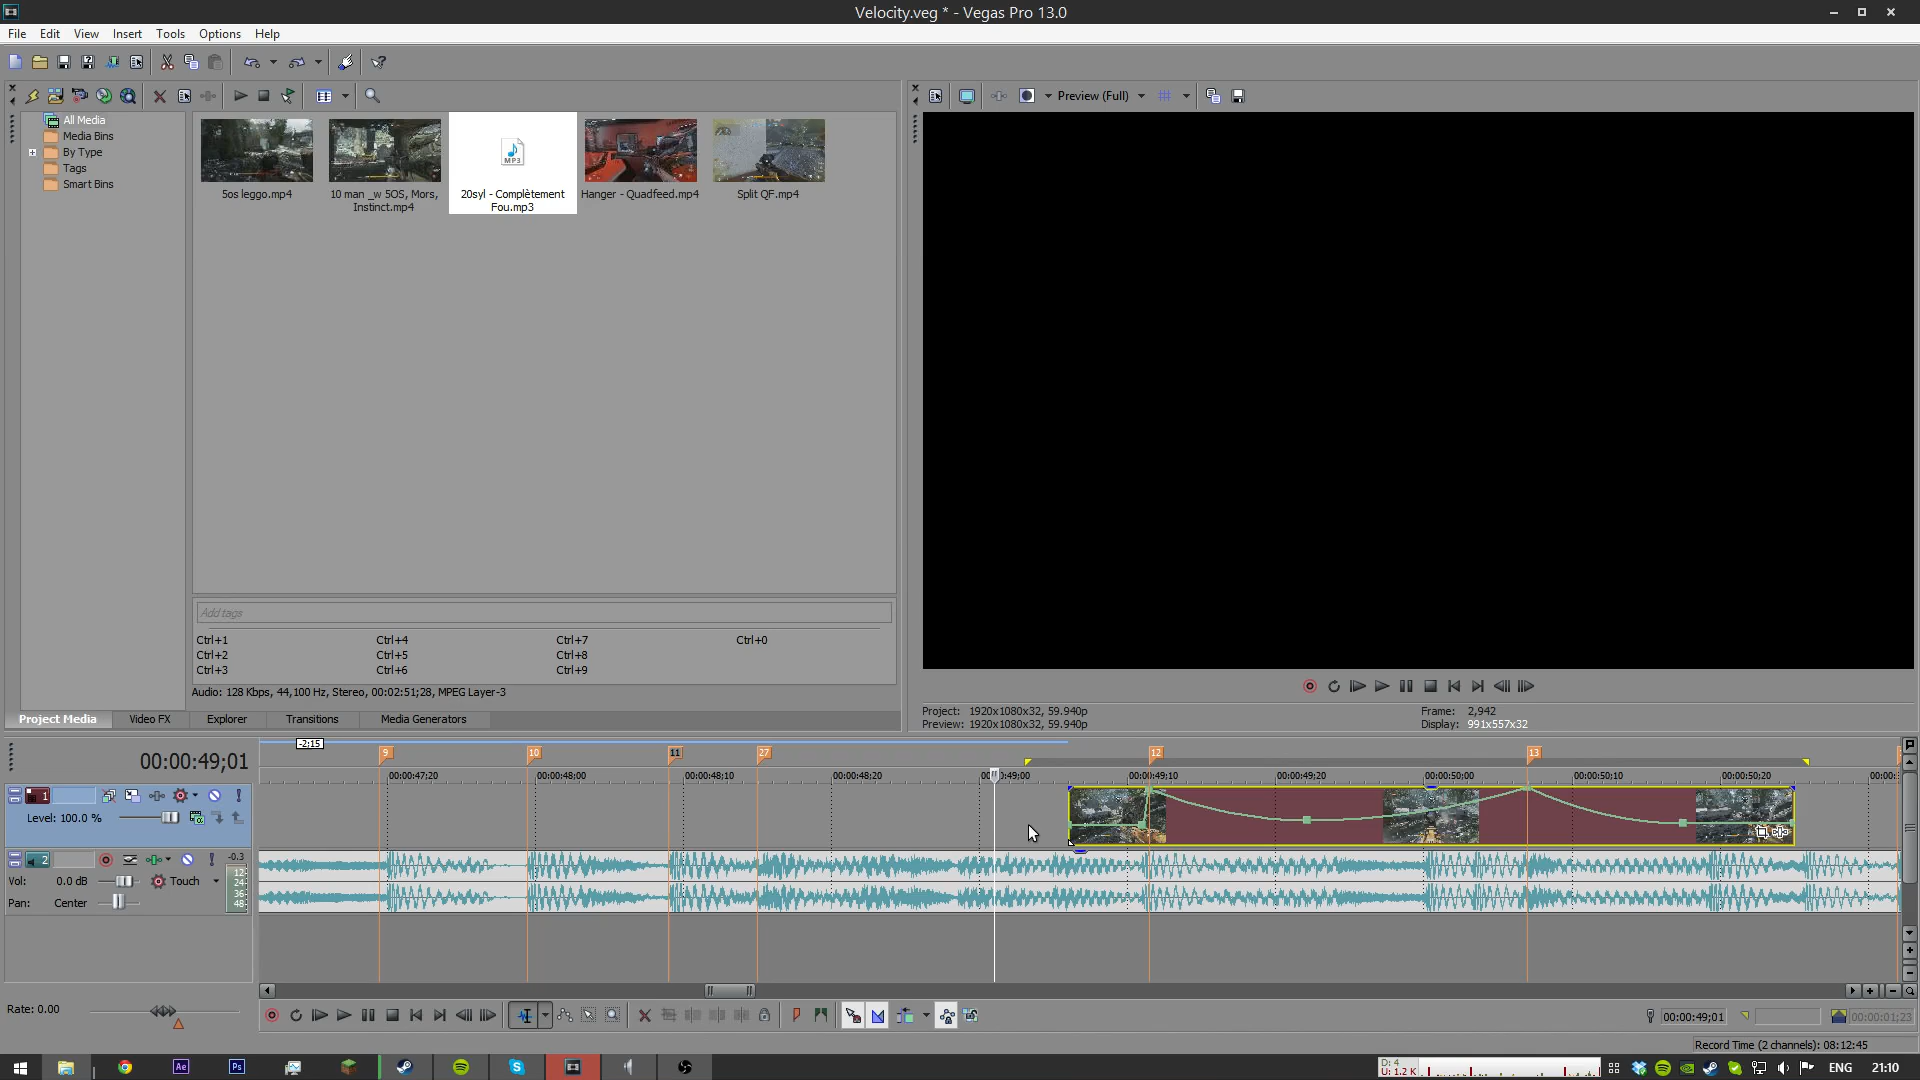 Velocity.veg * - Vegas Pro 13.0
File Edit View Insert Tools Options Help
All Media
Media Bins
By Type
Tags
Smart Bins
MP3
5os leggo.mp4
10 man _w 5OS, Mors, Instinct.mp4
20syl - Complètement Fou.mp3
Hanger - Quadfeed.mp4
Split QF.mp4
Preview (Full)
Add tags
Ctrl+1 Ctrl+4 Ctrl+7 Ctrl+0
Ctrl+2 Ctrl+5 Ctrl+8
Ctrl+3 Ctrl+6 Ctrl+9
Audio: 128 Kbps, 44,100 Hz, Stereo, 00:02:51;28, MPEG Layer-3
Project Media Video FX Explorer Transitions Media Generators
Project: 1920x1080x32, 59.940p Frame: 2,942
Preview: 1920x1080x32, 59.940p Display: 991x557x32
00:00:49;01
-2;15
9 10 11 27 12 13
00:00:47;20 00:00:48;00 00:00:48;10 00:00:48;20 00:00:49;00 00:00:49;10 00:00:49;20 00:00:50;00 00:00:50;10 00:00:50;20
1
Level: 100.0 %
2 -0.3
Vol: 0.0 dB Touch
Pan: Center
12
24
36
48
Rate: 0.00
00:00:49;01 00:00:01;23
Record Time (2 channels): 08:12:45
Ae Ps
D: 4
U: 1.2 K
ENG 21:10